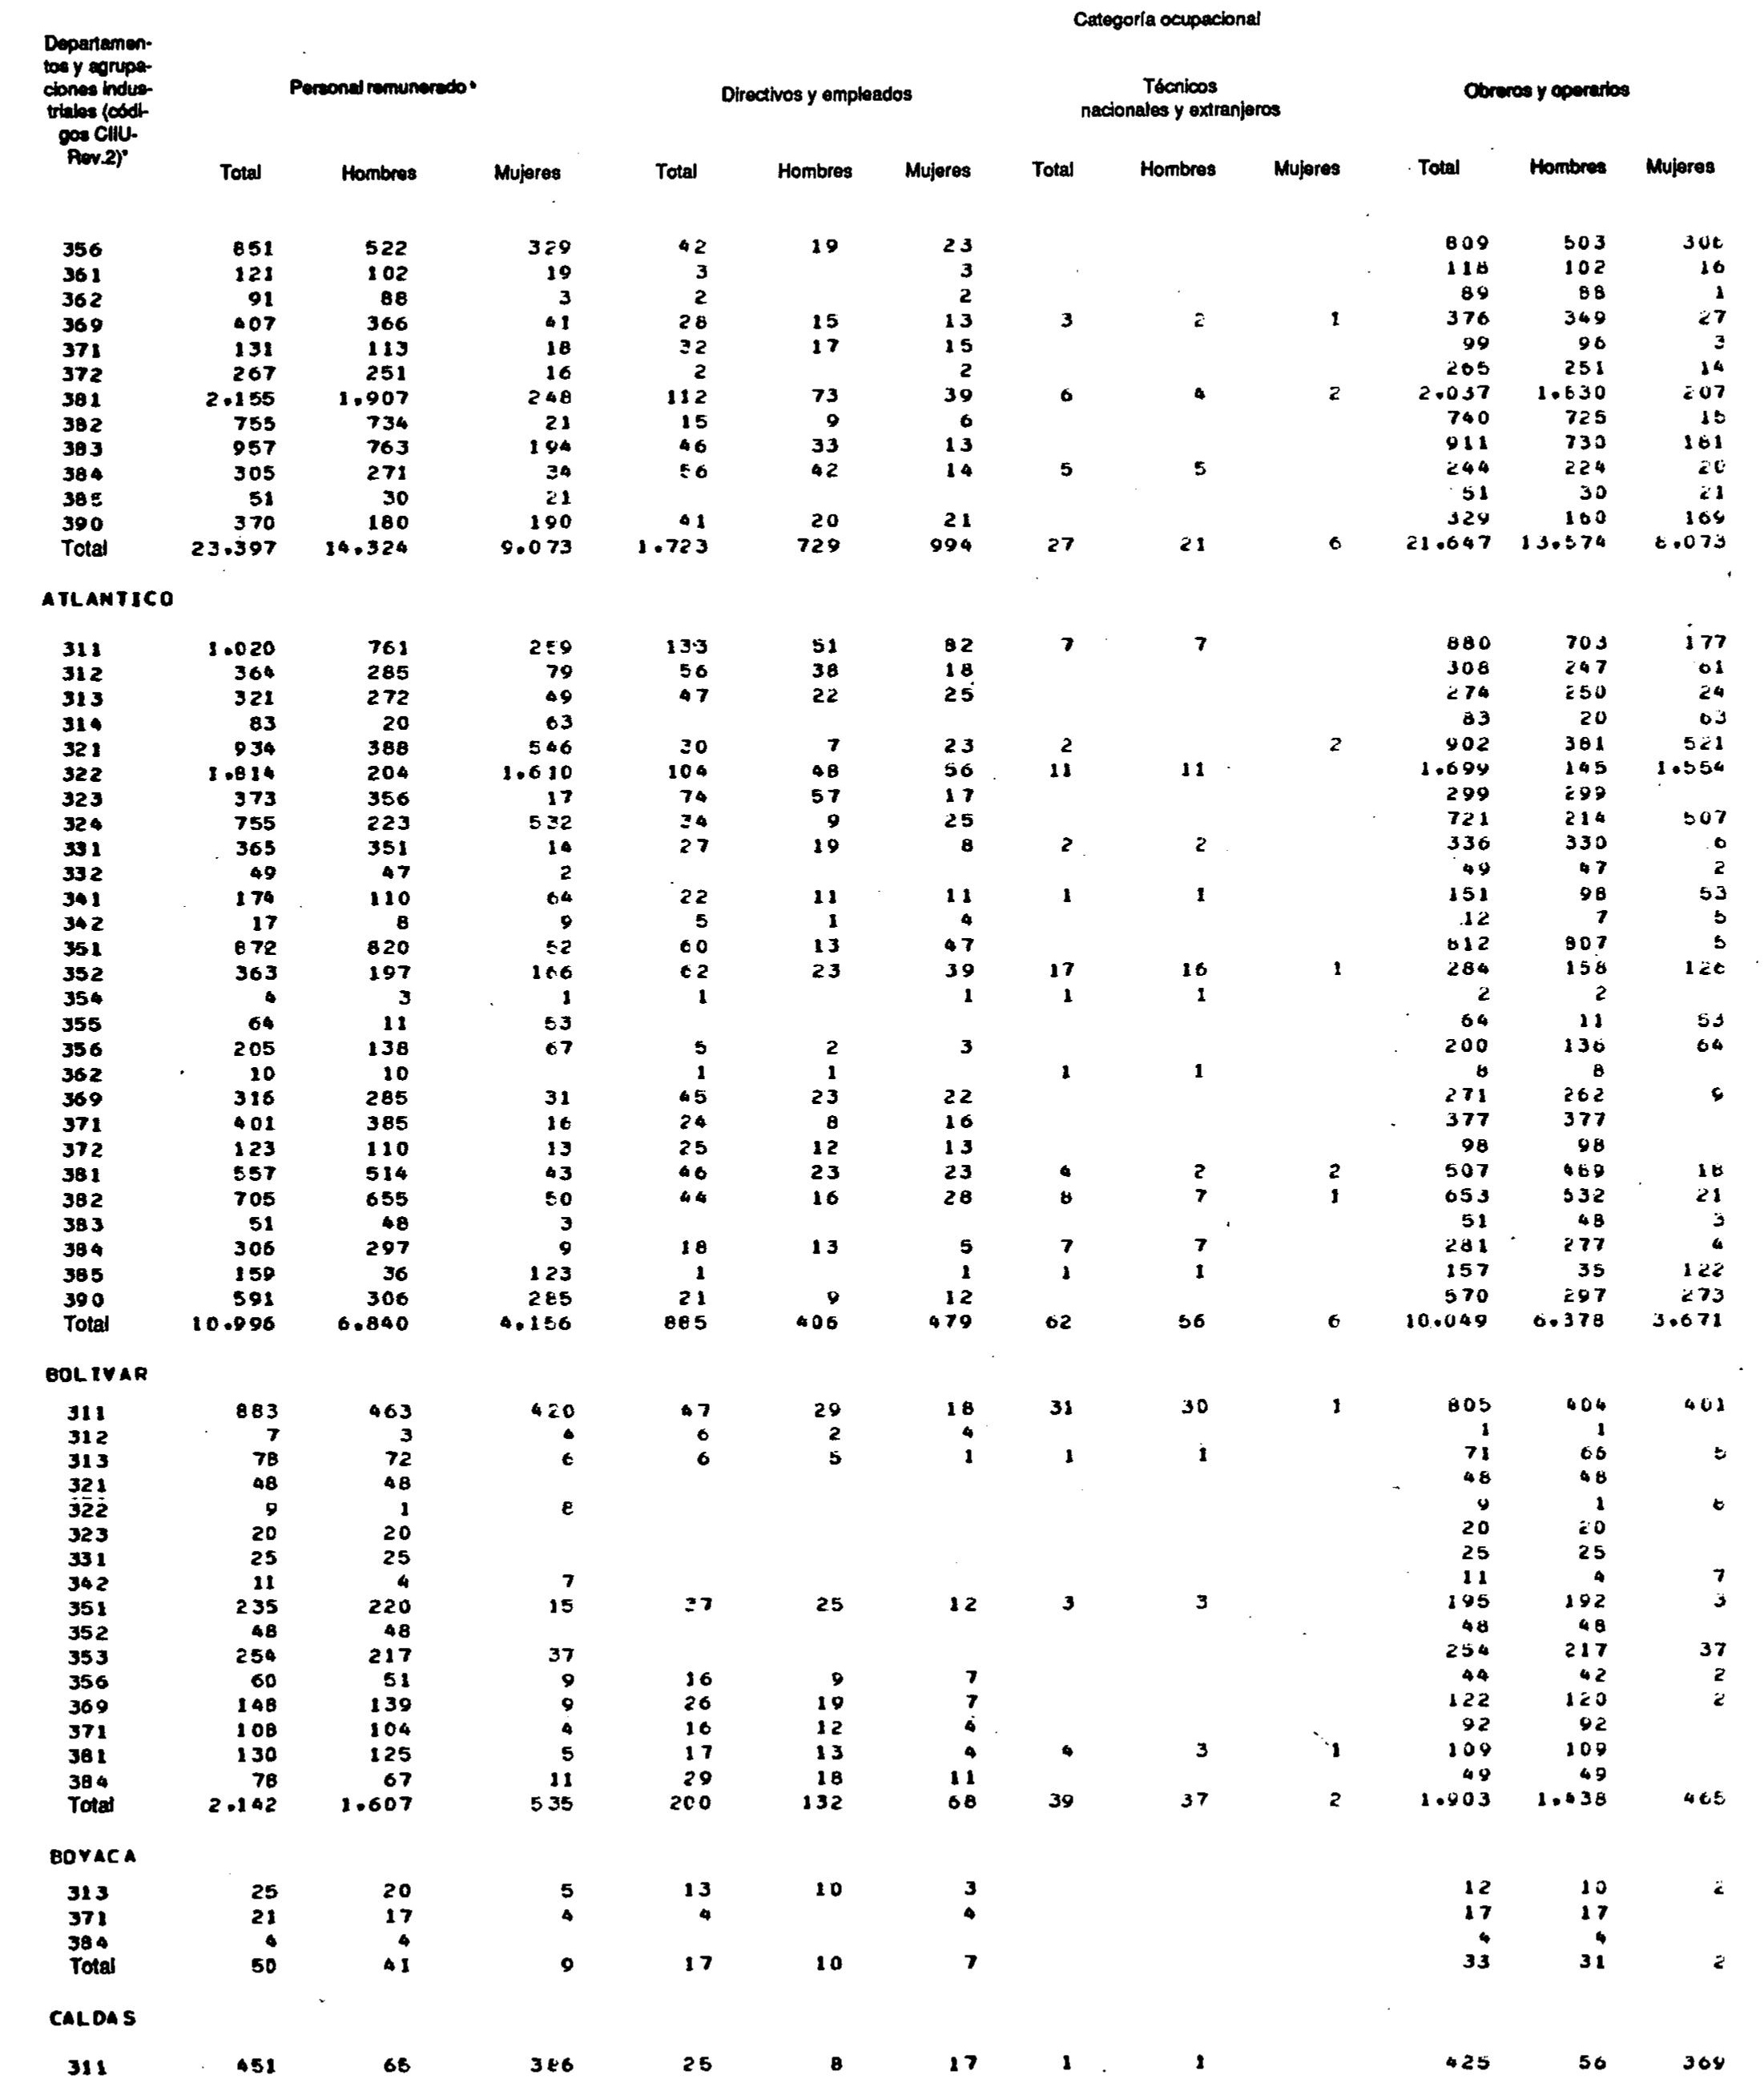 Categoría ocupacional
Departamen-
tos y agrupa-
ciones indus-
triales (códi-
gos CIIU-
Rev.2)ª
Personal remunerado ᵇ
Directivos y empleados
Técnicos
nacionales y extranjeros
Obreros y operarios
Total Hombres Mujeres Total Hombres Mujeres Total Hombres Mujeres Total Hombres Mujeres
356 851 522 329 42 19 23 809 503 306
361 121 102 19 3 3 118 102 16
362 91 88 3 2 2 89 88 1
369 407 366 41 28 15 13 3 2 1 376 349 27
371 131 113 18 32 17 15 99 96 3
372 267 251 16 2 2 265 251 14
381 2.155 1.907 248 112 73 39 6 4 2 2.037 1.830 207
382 755 734 21 15 9 6 740 725 15
383 957 763 194 46 33 13 911 730 181
384 305 271 34 56 42 14 5 5 244 224 20
385 51 30 21 51 30 21
390 370 180 190 41 20 21 329 160 169
Total 23.397 14.324 9.073 1.723 729 994 27 21 6 21.647 13.574 8.073
ATLANTICO
311 1.020 761 259 133 51 82 7 7 880 703 177
312 364 285 79 56 38 18 308 247 61
313 321 272 49 47 22 25 274 250 24
314 83 20 63 83 20 63
321 934 388 546 30 7 23 2 2 902 381 521
322 1.814 204 1.610 104 48 56 11 11 1.699 145 1.554
323 373 356 17 74 57 17 299 299
324 755 223 532 34 9 25 721 214 507
331 365 351 14 27 19 8 2 2 336 330 6
332 49 47 2 49 47 2
341 174 110 64 22 11 11 1 1 151 98 53
342 17 8 9 5 1 4 12 7 5
351 872 820 52 60 13 47 812 807 5
352 363 197 166 62 23 39 17 16 1 284 158 126
354 4 3 1 1 1 1 1 2 2
355 64 11 53 64 11 53
356 205 138 67 5 2 3 200 136 64
362 10 10 1 1 1 1 8 8
369 316 285 31 45 23 22 271 262 9
371 401 385 16 24 8 16 377 377
372 123 110 13 25 12 13 98 98
381 557 514 43 46 23 23 4 2 2 507 489 18
382 705 655 50 44 16 28 8 7 1 653 632 21
383 51 48 3 51 48 3
384 306 297 9 18 13 5 7 7 281 277 4
385 159 36 123 1 1 1 1 157 35 122
390 591 306 285 21 9 12 570 297 273
Total 10.996 6.840 4.156 885 406 479 62 56 6 10.049 6.378 3.671
BOLIVAR
311 883 463 420 47 29 18 31 30 1 805 404 401
312 7 3 4 6 2 4 1 1
313 78 72 6 6 5 1 1 1 71 66 5
321 48 48 48 48
322 9 1 8 9 1 8
323 20 20 20 20
331 25 25 25 25
342 11 4 7 11 4 7
351 235 220 15 37 25 12 3 3 195 192 3
352 48 48 48 48
353 254 217 37 254 217 37
356 60 51 9 16 9 7 44 42 2
369 148 139 9 26 19 7 122 120 2
371 108 104 4 16 12 4 92 92
381 130 125 5 17 13 4 4 3 1 109 109
384 78 67 11 29 18 11 49 49
Total 2.142 1.607 535 200 132 68 39 37 2 1.903 1.438 465
BOYACA
313 25 20 5 13 10 3 12 10 2
371 21 17 4 4 4 17 17
384 4 4 4 4
Total 50 41 9 17 10 7 33 31 2
CALDAS
311 451 65 386 25 8 17 1 1 425 56 369